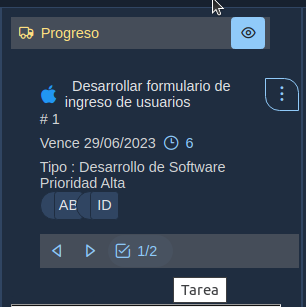 Progreso
Desarrollar formulario de
ingreso de usuarios
# 1
Vence 29/06/2023 6
Tipo : Desarrollo de Software
Prioridad Alta
AB ID
1/2
Tarea